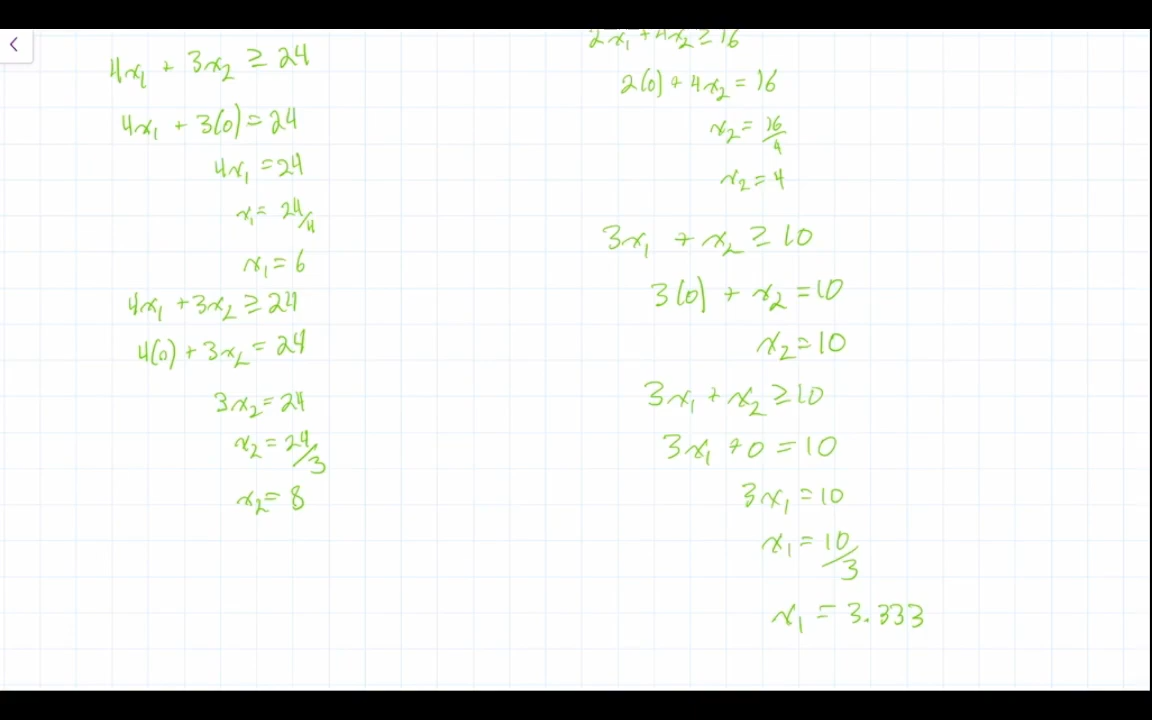 4x₁ + 3x₂ ≥ 24
4x₁ + 3(0) = 24
4x₁ = 24
x₁ = 24/4
x₁ = 6
4x₁ + 3x₂ ≥ 24
4(0) + 3x₂ = 24
3x₂ = 24
x₂ = 24/3
x₂ = 8
2x₁ + 4x₂ ≥ 16
2(0) + 4x₂ = 16
x₂ = 16/4
x₂ = 4
3x₁ + x₂ ≥ 10
3(0) + x₂ = 10
x₂ = 10
3x₁ + x₂ ≥ 10
3x₁ + 0 = 10
3x₁ = 10
x₁ = 10/3
x₁ = 3.333